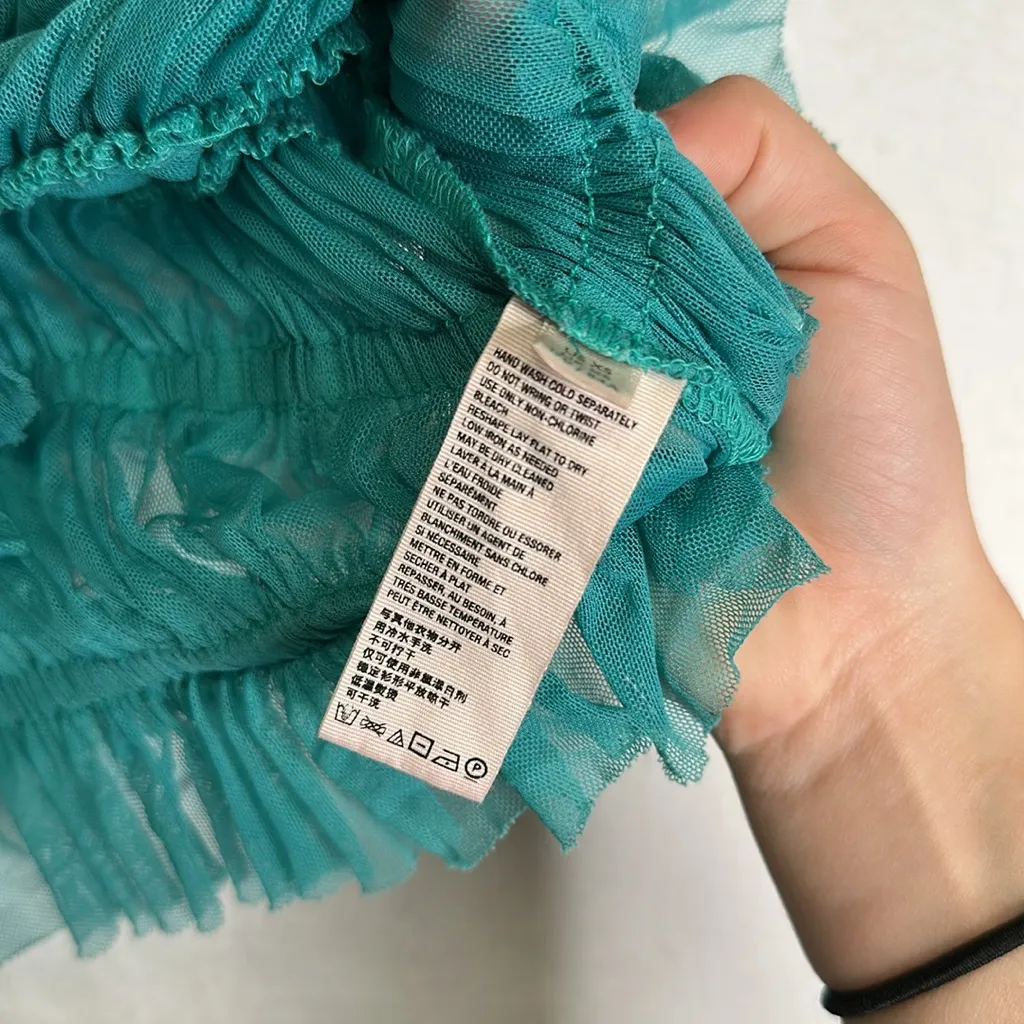 HAND WASH COLD SEPARATELY
DO NOT WRING OR TWIST
USE ONLY NON-CHLORINE
BLEACH
RESHAPE LAY FLAT TO DRY
LOW IRON AS NEEDED
MAY BE DRY CLEANED
LAVER À LA MAIN À
L'EAU FROIDE
SÉPARÉMENT
NE PAS TORDRE OU ESSORER
UTILISER UN AGENT DE
BLANCHIMENT SANS CHLORE
SI NÉCESSAIRE
METTRE EN FORME ET
SECHER À PLAT
REPASSER, AU BESOIN, À
TRÈS BASSE TEMPÉRATURE
PEUT ÊTRE NETTOYER À SEC
与其他衣物分开
用冷水手洗
不可拧干
仅可使用非氯漂白剂
衫形平放晾干
低温熨烫
可干洗
P